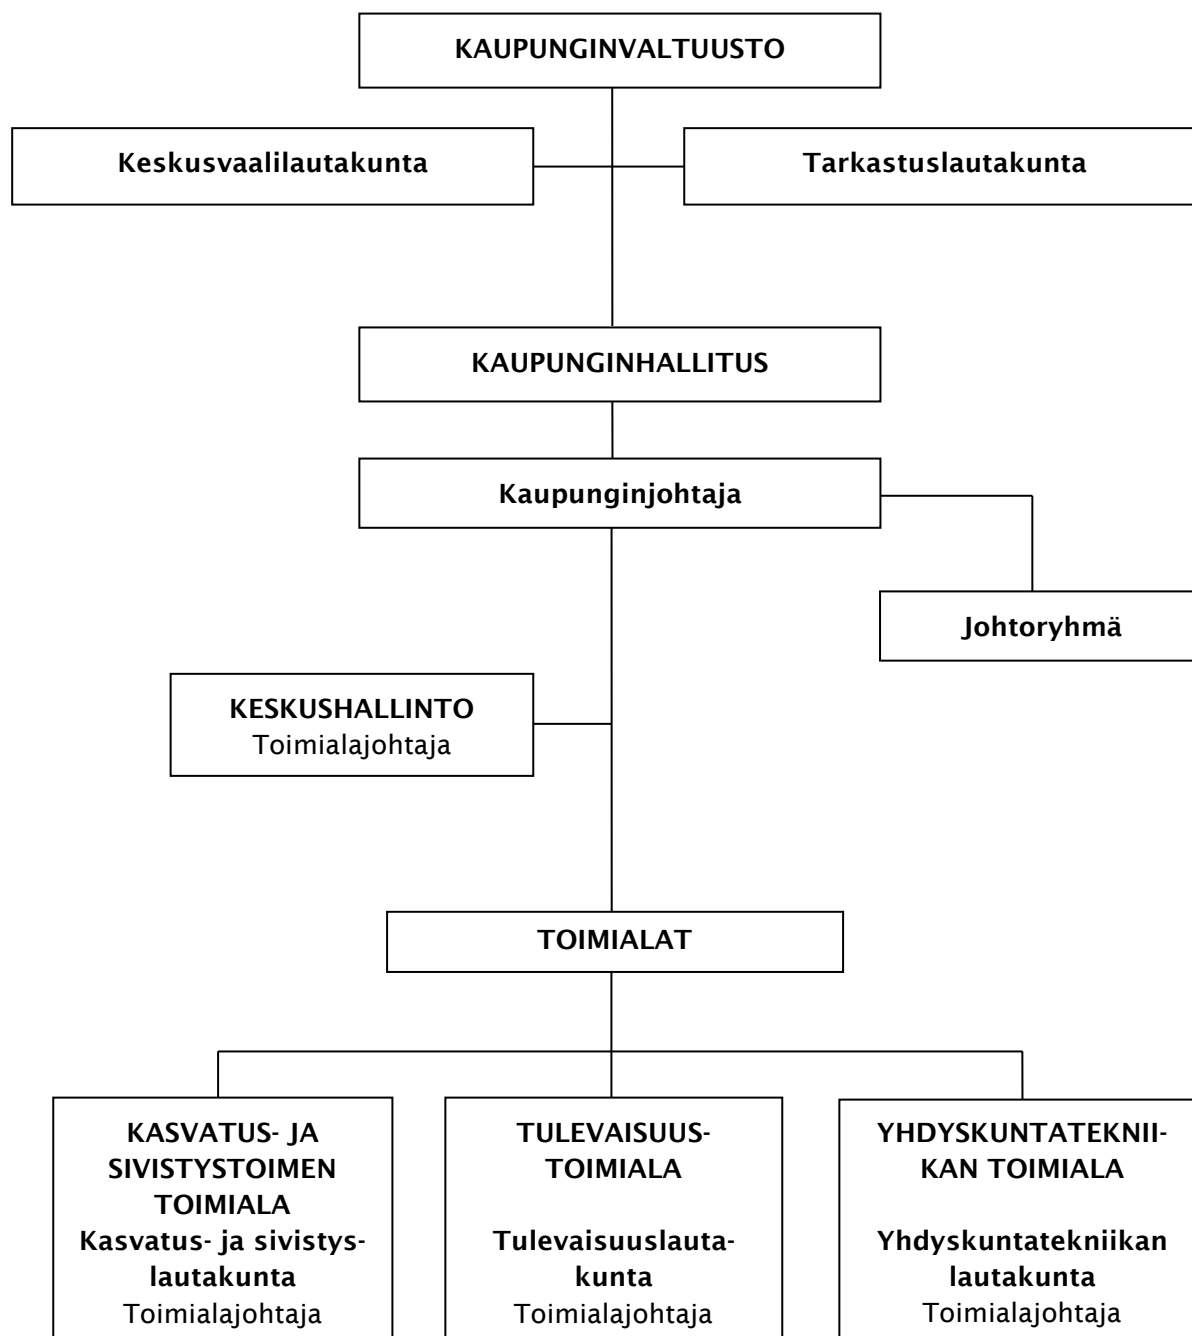 KAUPUNGINVALTUUSTO
Keskusvaalilautakunta
Tarkastuslautakunta
KAUPUNGINHALLITUS
Kaupunginjohtaja
Johtoryhmä
KESKUSHALLINTO
Toimialajohtaja
TOIMIALAT
KASVATUS- JA
SIVISTYSTOIMEN
TOIMIALA
Kasvatus- ja sivistys-
lautakunta
Toimialajohtaja
TULEVAISUUS-
TOIMIALA
Tulevaisuuslauta-
kunta
Toimialajohtaja
YHDYSKUNTATEKNII-
KAN TOIMIALA
Yhdyskuntatekniikan
lautakunta
Toimialajohtaja